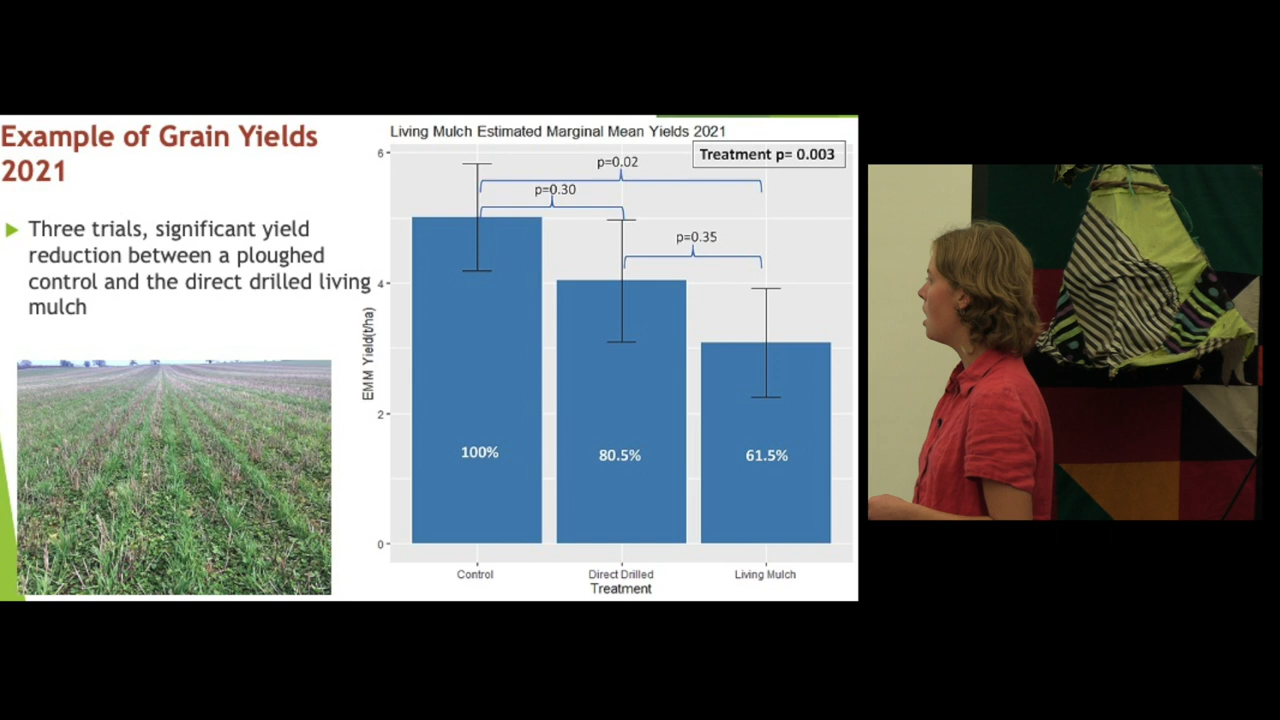 Example of Grain Yields
2021
Three trials, significant yield
reduction between a ploughed
control and the direct drilled living
mulch
Living Mulch Estimated Marginal Mean Yields 2021
Treatment p= 0.003
p=0.02
p=0.30
p=0.35
EMM Yield(t/ha)
6
4
2
0
100%
80.5%
61.5%
Control
Direct Drilled
Living Mulch
Treatment